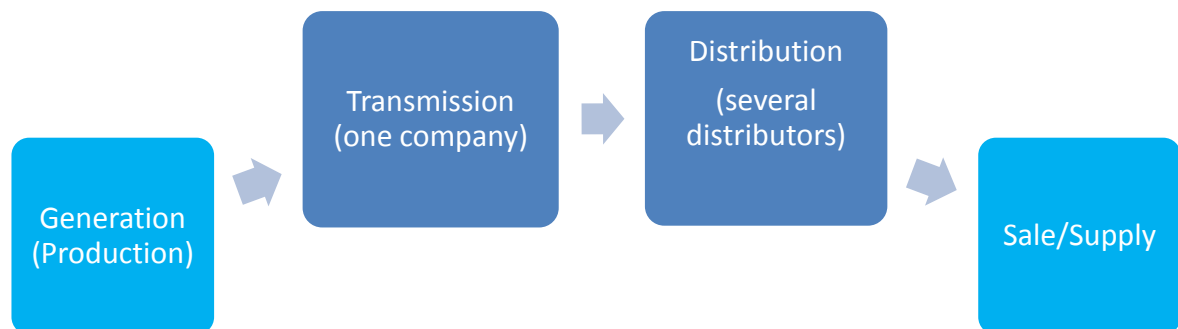 Generation
(Production)
Transmission
(one company)
Distribution
(several
distributors)
Sale/Supply